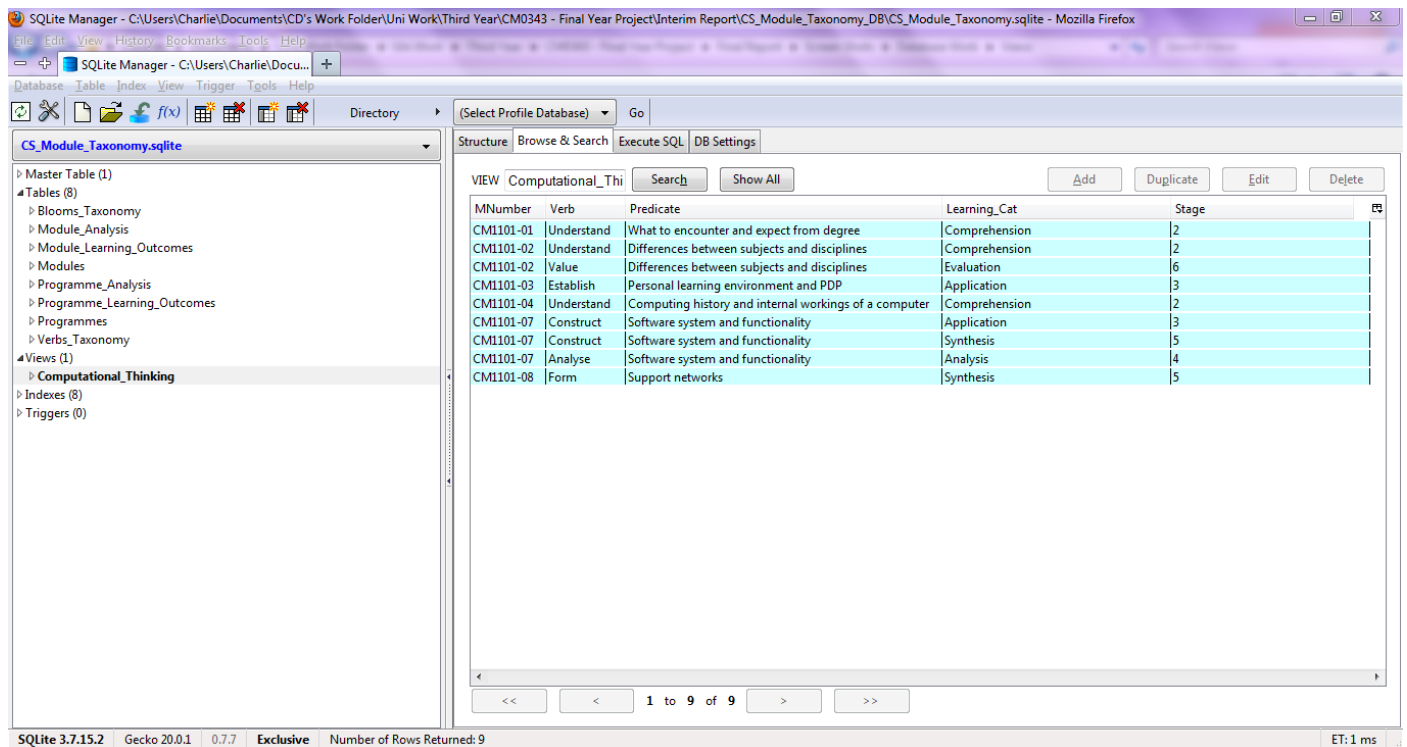 SQLite Manager - C:\Users\Charlie\Documents\CD's Work Folder\Uni Work\Third Year\CM0343 - Final Year Project\Interim Report\CS_Module_Taxonomy_DB\CS_Module_Taxonomy.sqlite - Mozilla Firefox
File Edit View History Bookmarks Tools Help
SQLite Manager - C:\Users\Charlie\Docu... +
Database Table Index View Trigger Tools Help
f(x) Directory (Select Profile Database) Go
CS_Module_Taxonomy.sqlite
Master Table (1)
Tables (8)
Blooms_Taxonomy
Module_Analysis
Module_Learning_Outcomes
Modules
Programme_Analysis
Programme_Learning_Outcomes
Programmes
Verbs_Taxonomy
Views (1)
Computational_Thinking
Indexes (8)
Triggers (0)
Structure Browse & Search Execute SQL DB Settings
VIEW Computational_Thi Search Show All Add Duplicate Edit Delete
MNumber Verb Predicate Learning_Cat Stage
CM1101-01 Understand What to encounter and expect from degree Comprehension 2
CM1101-02 Understand Differences between subjects and disciplines Comprehension 2
CM1101-02 Value Differences between subjects and disciplines Evaluation 6
CM1101-03 Establish Personal learning environment and PDP Application 3
CM1101-04 Understand Computing history and internal workings of a computer Comprehension 2
CM1101-07 Construct Software system and functionality Application 3
CM1101-07 Construct Software system and functionality Synthesis 5
CM1101-07 Analyse Software system and functionality Analysis 4
CM1101-08 Form Support networks Synthesis 5
<< < 1 to 9 of 9 > >>
SQLite 3.7.15.2 Gecko 20.0.1 0.7.7 Exclusive Number of Rows Returned: 9 ET: 1 ms